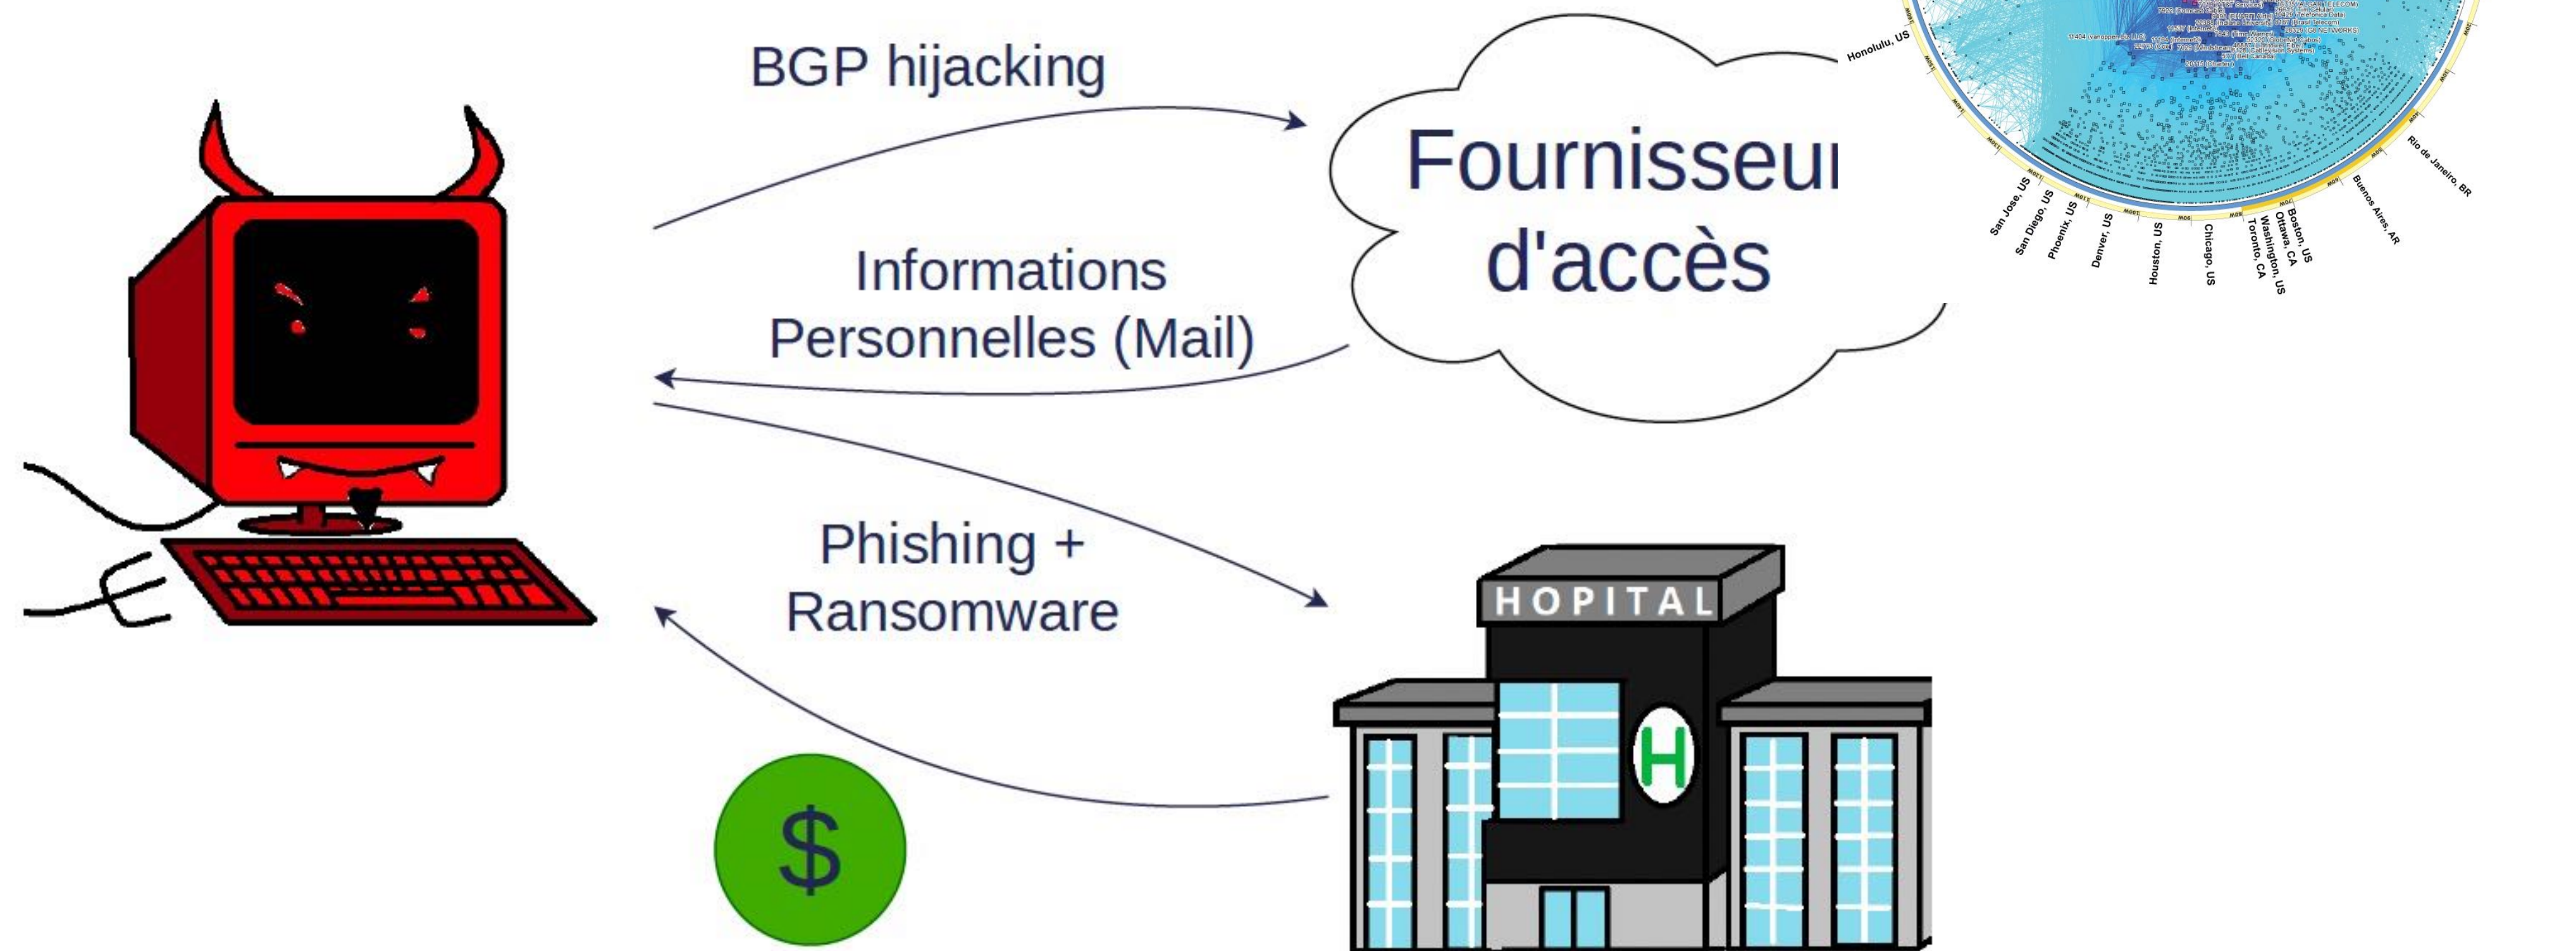 BGP hijacking
Fournisseur
d'accès
Informations
Personnelles (Mail)
Phishing +
Ransomware
$
HOPITAL
H
Honolulu, US
San Jose, US
San Diego, US
Phoenix, US
Denver, US
Houston, US
Chicago, US
Toronto, CA
Washington, US
Ottawa, CA
Boston, US
Buenos Aires, AR
Rio de Janeiro, BR